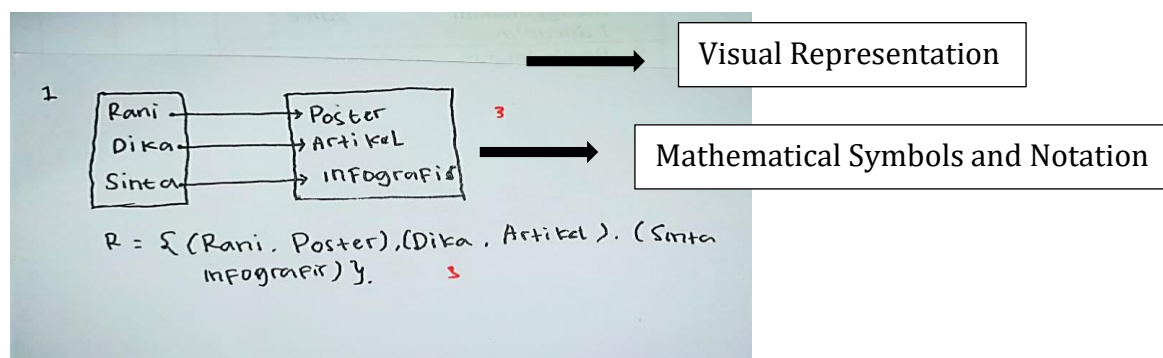 Visual Representation
1
Rani Poster 3
Dika Artikel
Mathematical Symbols and Notation
Sinta infografis
R = {(Rani. Poster),(Dika, Artikel). (Sinta
infografis)}.
3